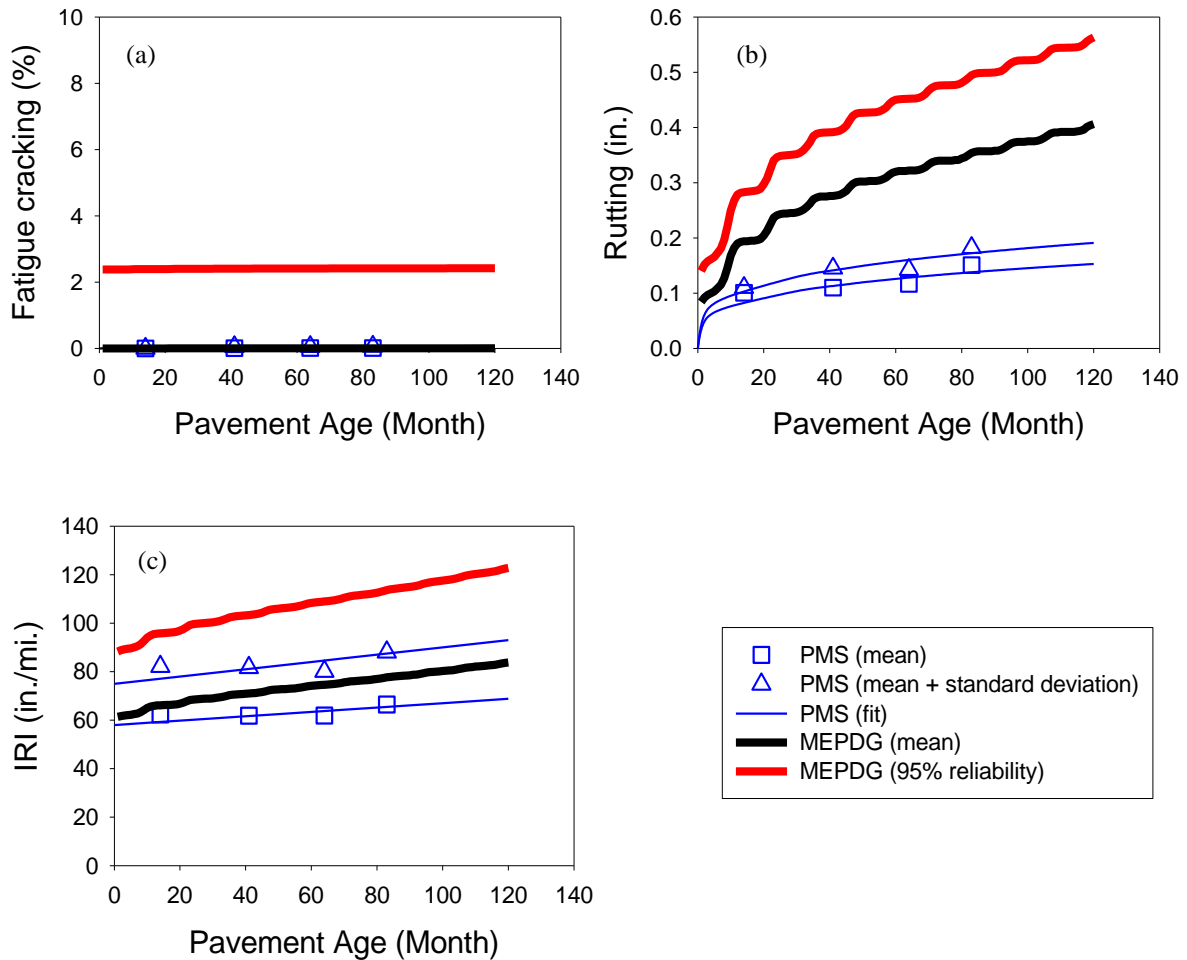 (a)
Fatigue cracking (%)
10
8
6
4
2
0
0 20 40 60 80 100 120 140
Pavement Age (Month)
(b)
Rutting (in.)
0.6
0.5
0.4
0.3
0.2
0.1
0.0
0 20 40 60 80 100 120 140
Pavement Age (Month)
(c)
IRI (in./mi.)
140
120
100
80
60
40
20
0
0 20 40 60 80 100 120 140
Pavement Age (Month)
PMS (mean)
PMS (mean + standard deviation)
PMS (fit)
MEPDG (mean)
MEPDG (95% reliability)